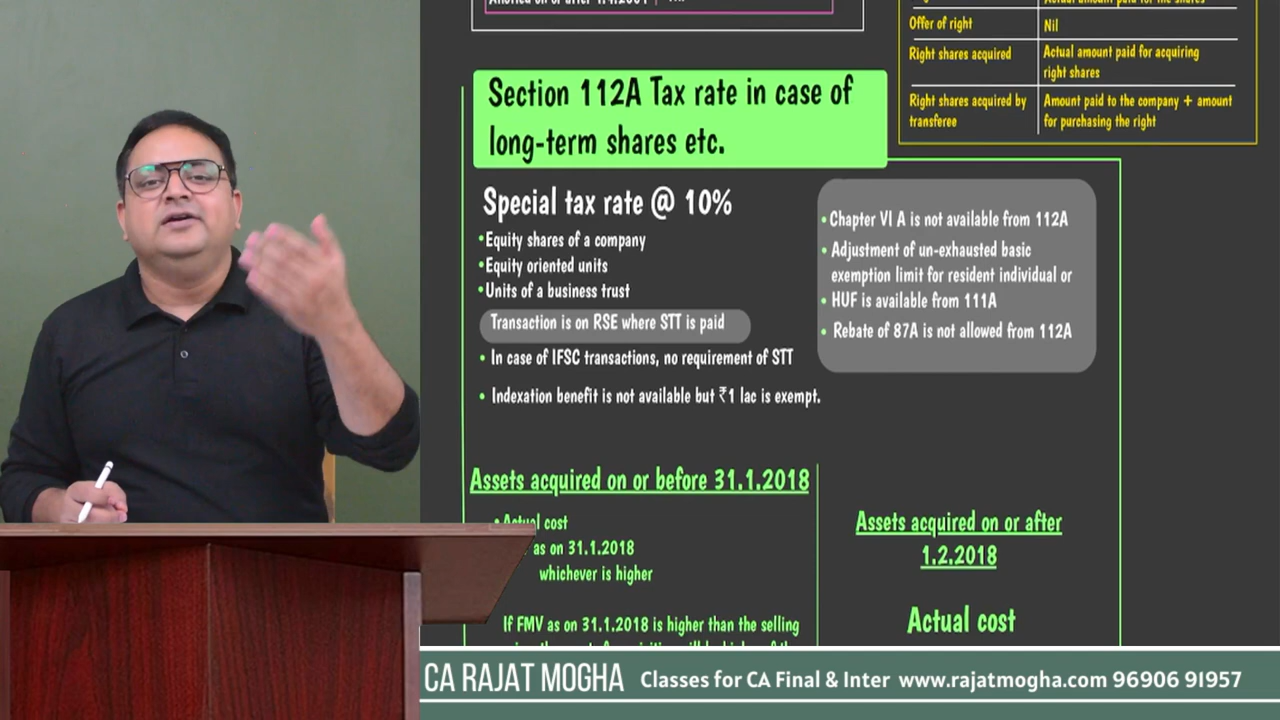 Offer of right
Nil
Right shares acquired
Actual amount paid for acquiring
right shares
Right shares acquired by
transferee
Amount paid to the company + amount
for purchasing the right
Section 112A Tax rate in case of
long-term shares etc.
Special tax rate @ 10%
•Equity shares of a company
•Equity oriented units
•Units of a business trust
Transaction is on RSE where STT is paid
• In case of IFSC transactions, no requirement of STT
• Indexation benefit is not available but ₹1 lac is exempt.
•Chapter VI A is not available from 112A
• Adjustment of un-exhausted basic
exemption limit for resident individual or
• HUF is available from 111A
• Rebate of 87A is not allowed from 112A
Assets acquired on or before 31.1.2018
• Actual cost
as on 31.1.2018
whichever is higher
If FMV as on 31.1.2018 is higher than the selling
Assets acquired on or after
1.2.2018
Actual cost
CA RAJAT MOGHA Classes for CA Final & Inter www.rajatmogha.com 96906 91957